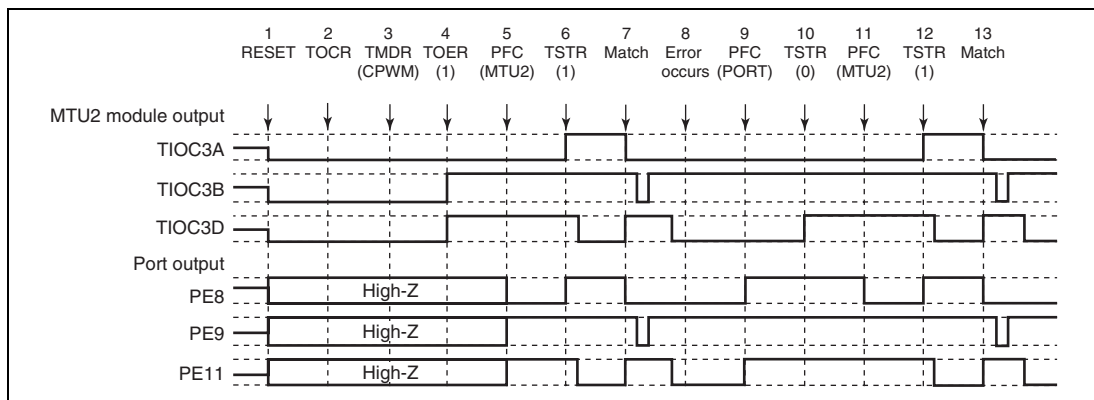 1 2 3 4 5 6 7 8 9 10 11 12 13
RESET TOCR TMDR TOER PFC TSTR Match Error PFC TSTR PFC TSTR Match
(CPWM) (1) (MTU2) (1) occurs (PORT) (0) (MTU2) (1)
MTU2 module output
TIOC3A
TIOC3B
TIOC3D
Port output
PE8 High-Z
PE9 High-Z
PE11 High-Z